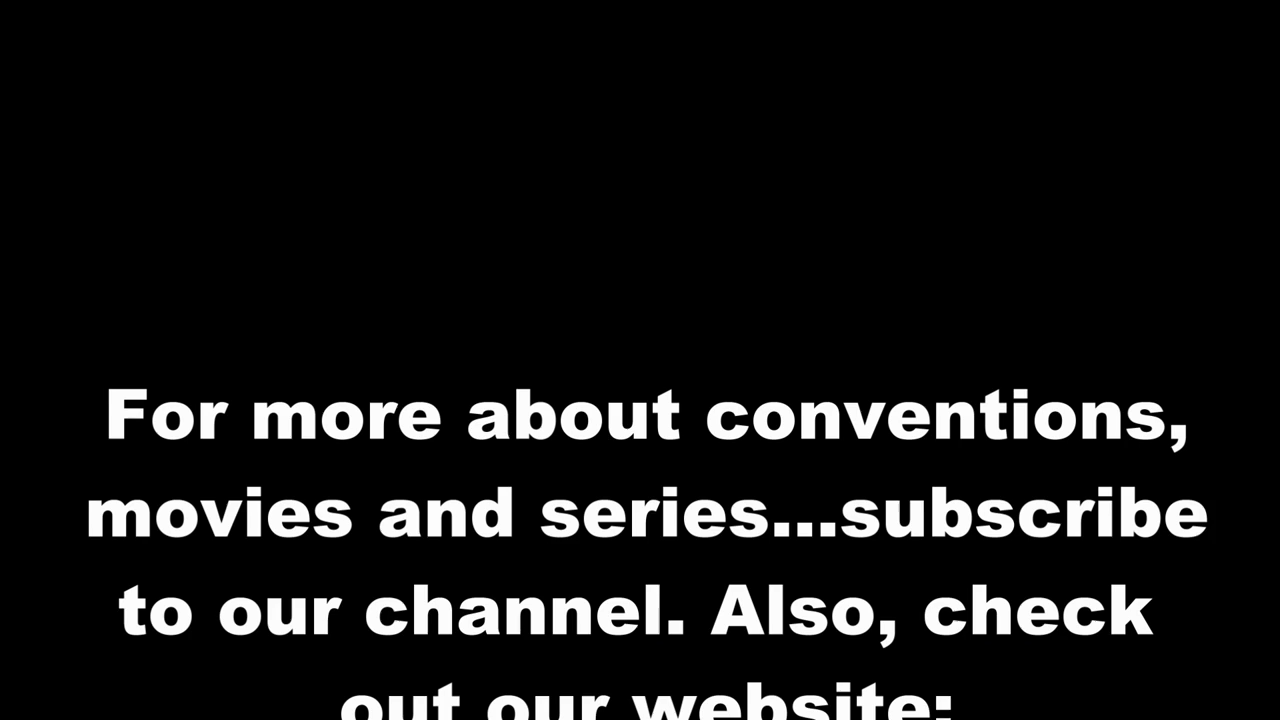 For more about conventions,
movies and series...subscribe
to our channel. Also, check
out our website: